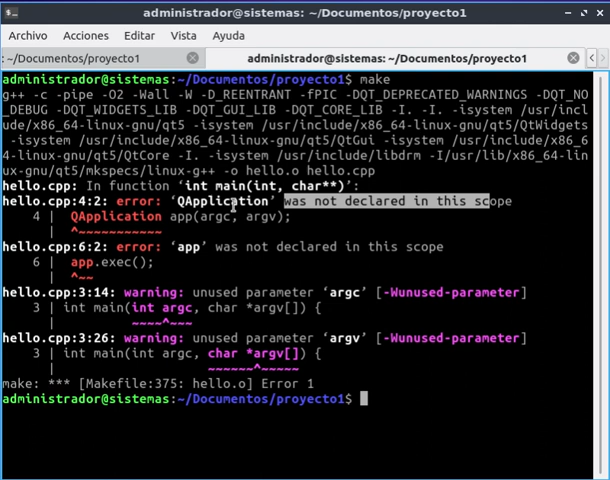 administrador@sistemas:~/Documentos/proyecto1
Archivo Acciones Editar Vista Ayuda
: ~/Documentos/proyecto1
administrador@sistemas: ~/Documentos/proyecto1
administrador@sistemas:~/Documentos/proyecto1$ make
g++ -c -pipe -O2 -Wall -W -D_REENTRANT -fPIC -DQT_DEPRECATED_WARNINGS -DQT_NO
_DEBUG -DQT_WIDGETS_LIB -DQT_GUI_LIB -DQT_CORE_LIB -I. -I. -isystem /usr/incl
ude/x86_64-linux-gnu/qt5 -isystem /usr/include/x86_64-linux-gnu/qt5/QtWidgets
-isystem /usr/include/x86_64-linux-gnu/qt5/QtGui -isystem /usr/include/x86_6
4-linux-gnu/qt5/QtCore -I. -isystem /usr/include/libdrm -I/usr/lib/x86_64-lin
ux-gnu/qt5/mkspecs/linux-g++ -o hello.o hello.cpp
hello.cpp: In function ‘int main(int, char**)’:
hello.cpp:4:2: error: ‘QApplication’ was not declared in this scope
4 | QApplication app(argc, argv);
| ^~~~~~~~~~~~
hello.cpp:6:2: error: ‘app’ was not declared in this scope
6 | app.exec();
| ^~~
hello.cpp:3:14: warning: unused parameter ‘argc’ [-Wunused-parameter]
3 | int main(int argc, char *argv[]) {
| ~~~~^~~~
hello.cpp:3:26: warning: unused parameter ‘argv’ [-Wunused-parameter]
3 | int main(int argc, char *argv[]) {
| ~~~~~~^~~~~~
make: *** [Makefile:375: hello.o] Error 1
administrador@sistemas:~/Documentos/proyecto1$